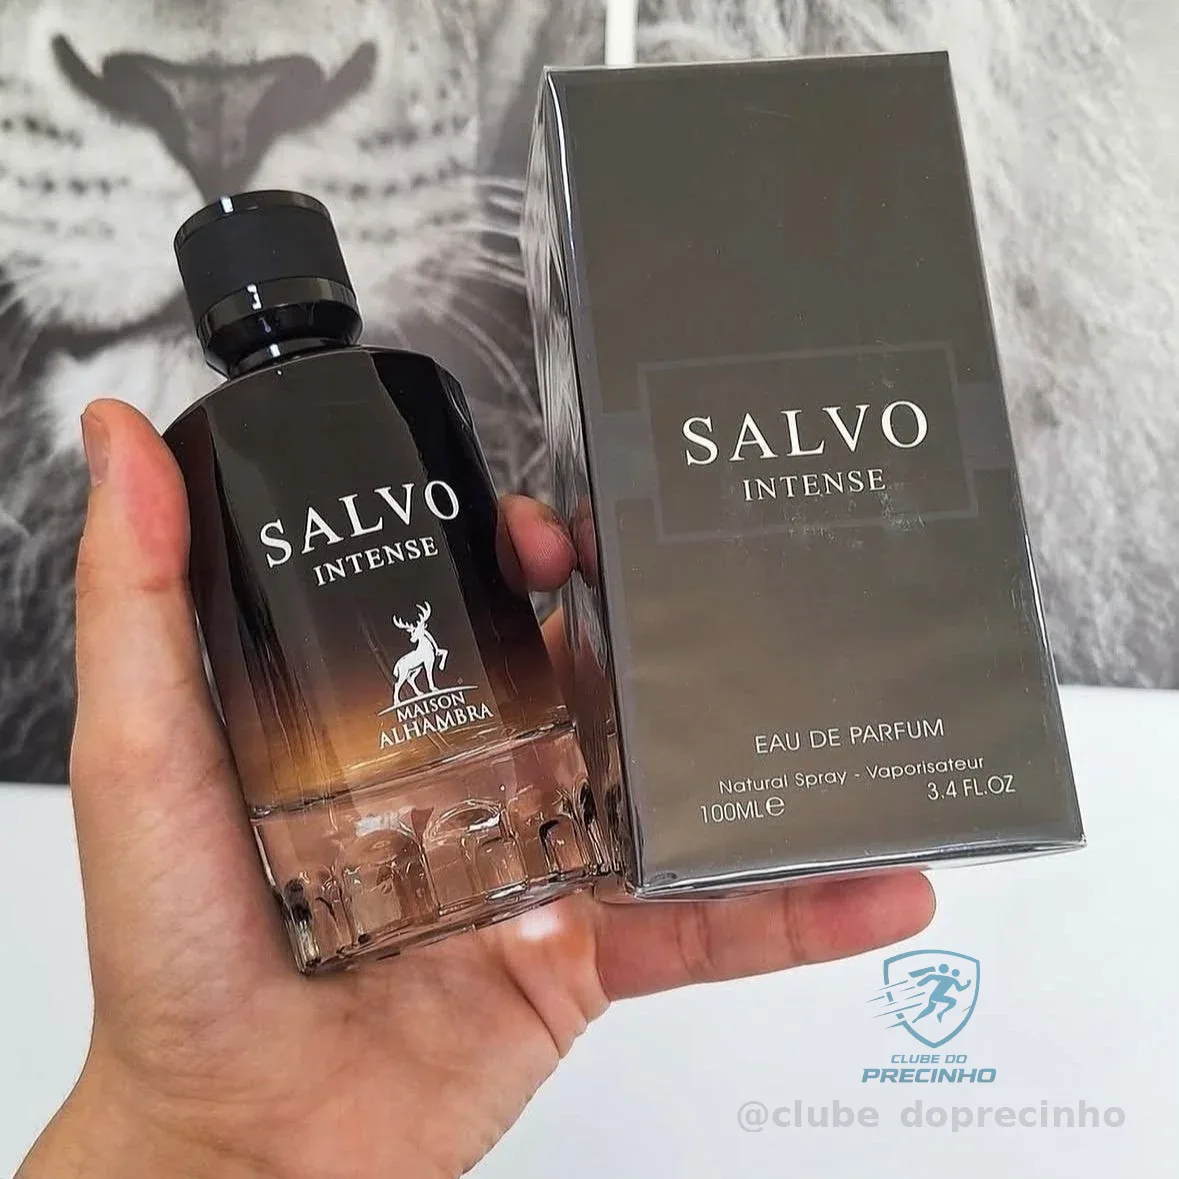 SALVO
INTENSE
MAISON
ALHAMBRA
SALVO
INTENSE
EAU DE PARFUM
Natural Spray - Vaporisateur
100ML℮ 3.4 FL.OZ
CLUBE DO
PRECINHO
@clube_doprecinho